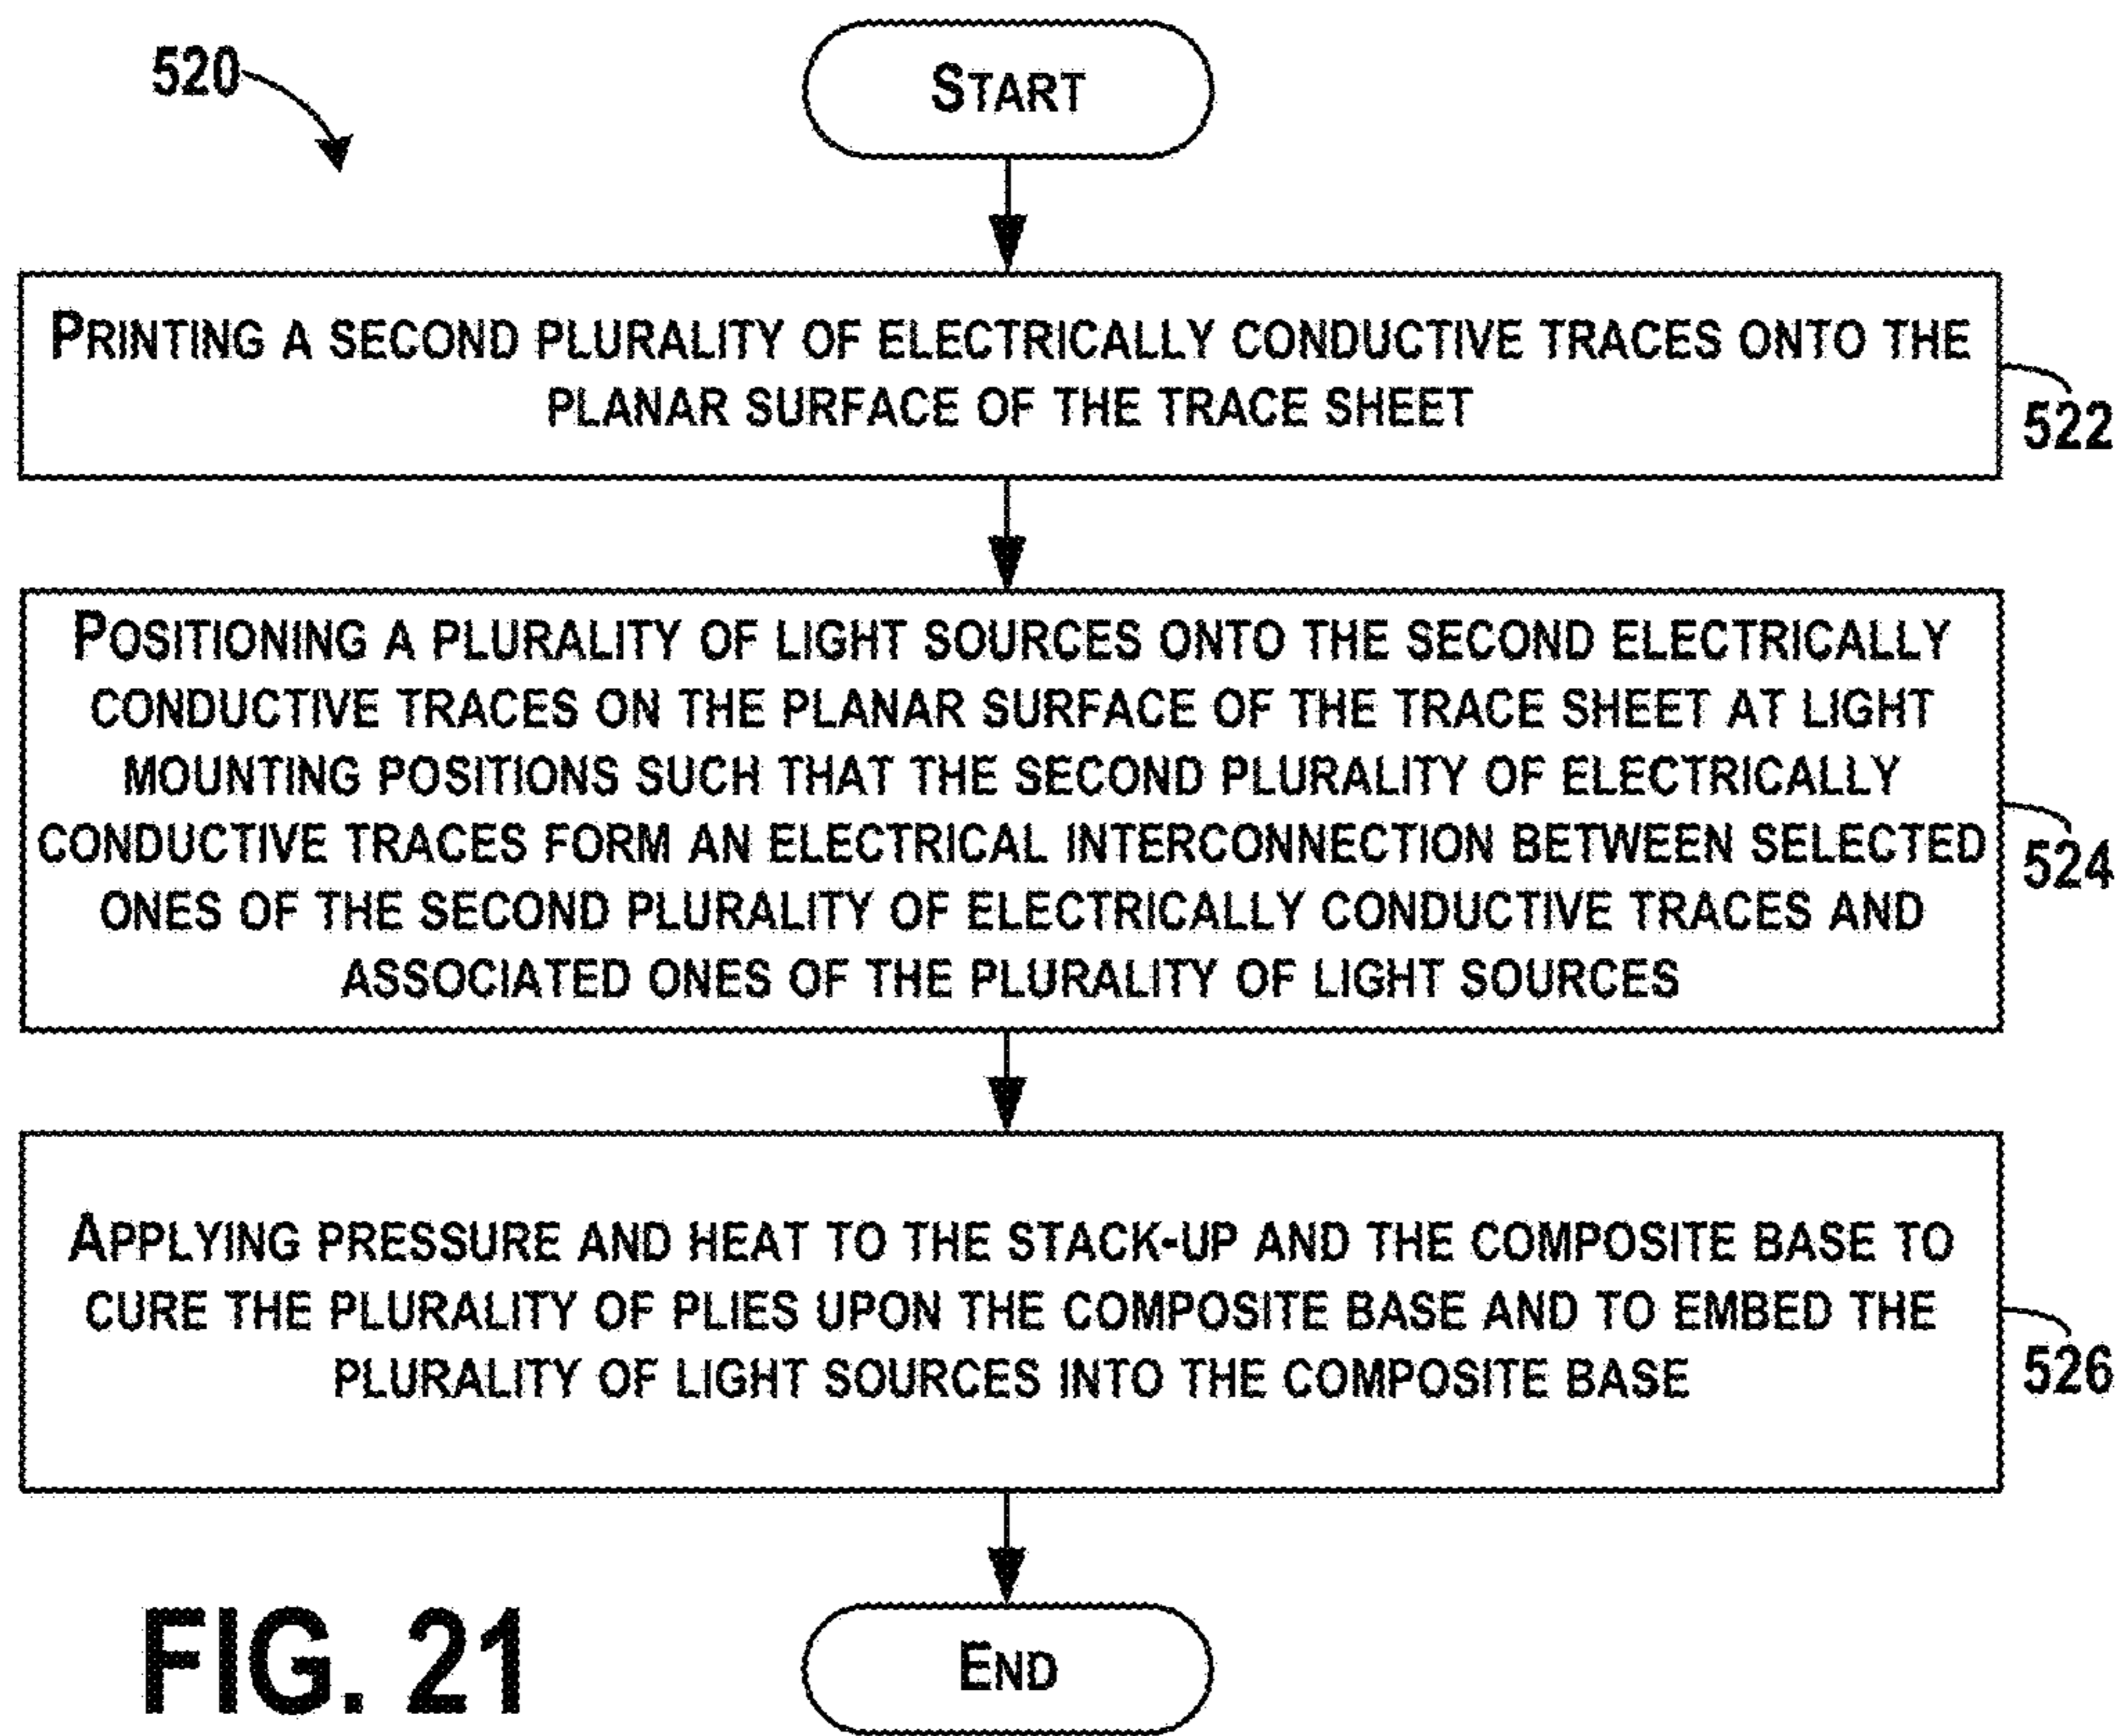 520
START
PRINTING A SECOND PLURALITY OF ELECTRICALLY CONDUCTIVE TRACES ONTO THE
PLANAR SURFACE OF THE TRACE SHEET
522
POSITIONING A PLURALITY OF LIGHT SOURCES ONTO THE SECOND ELECTRICALLY
CONDUCTIVE TRACES ON THE PLANAR SURFACE OF THE TRACE SHEET AT LIGHT
MOUNTING POSITIONS SUCH THAT THE SECOND PLURALITY OF ELECTRICALLY
CONDUCTIVE TRACES FORM AN ELECTRICAL INTERCONNECTION BETWEEN SELECTED
ONES OF THE SECOND PLURALITY OF ELECTRICALLY CONDUCTIVE TRACES AND
ASSOCIATED ONES OF THE PLURALITY OF LIGHT SOURCES
524
APPLYING PRESSURE AND HEAT TO THE STACK-UP AND THE COMPOSITE BASE TO
CURE THE PLURALITY OF PLIES UPON THE COMPOSITE BASE AND TO EMBED THE
PLURALITY OF LIGHT SOURCES INTO THE COMPOSITE BASE
526
END
FIG. 21